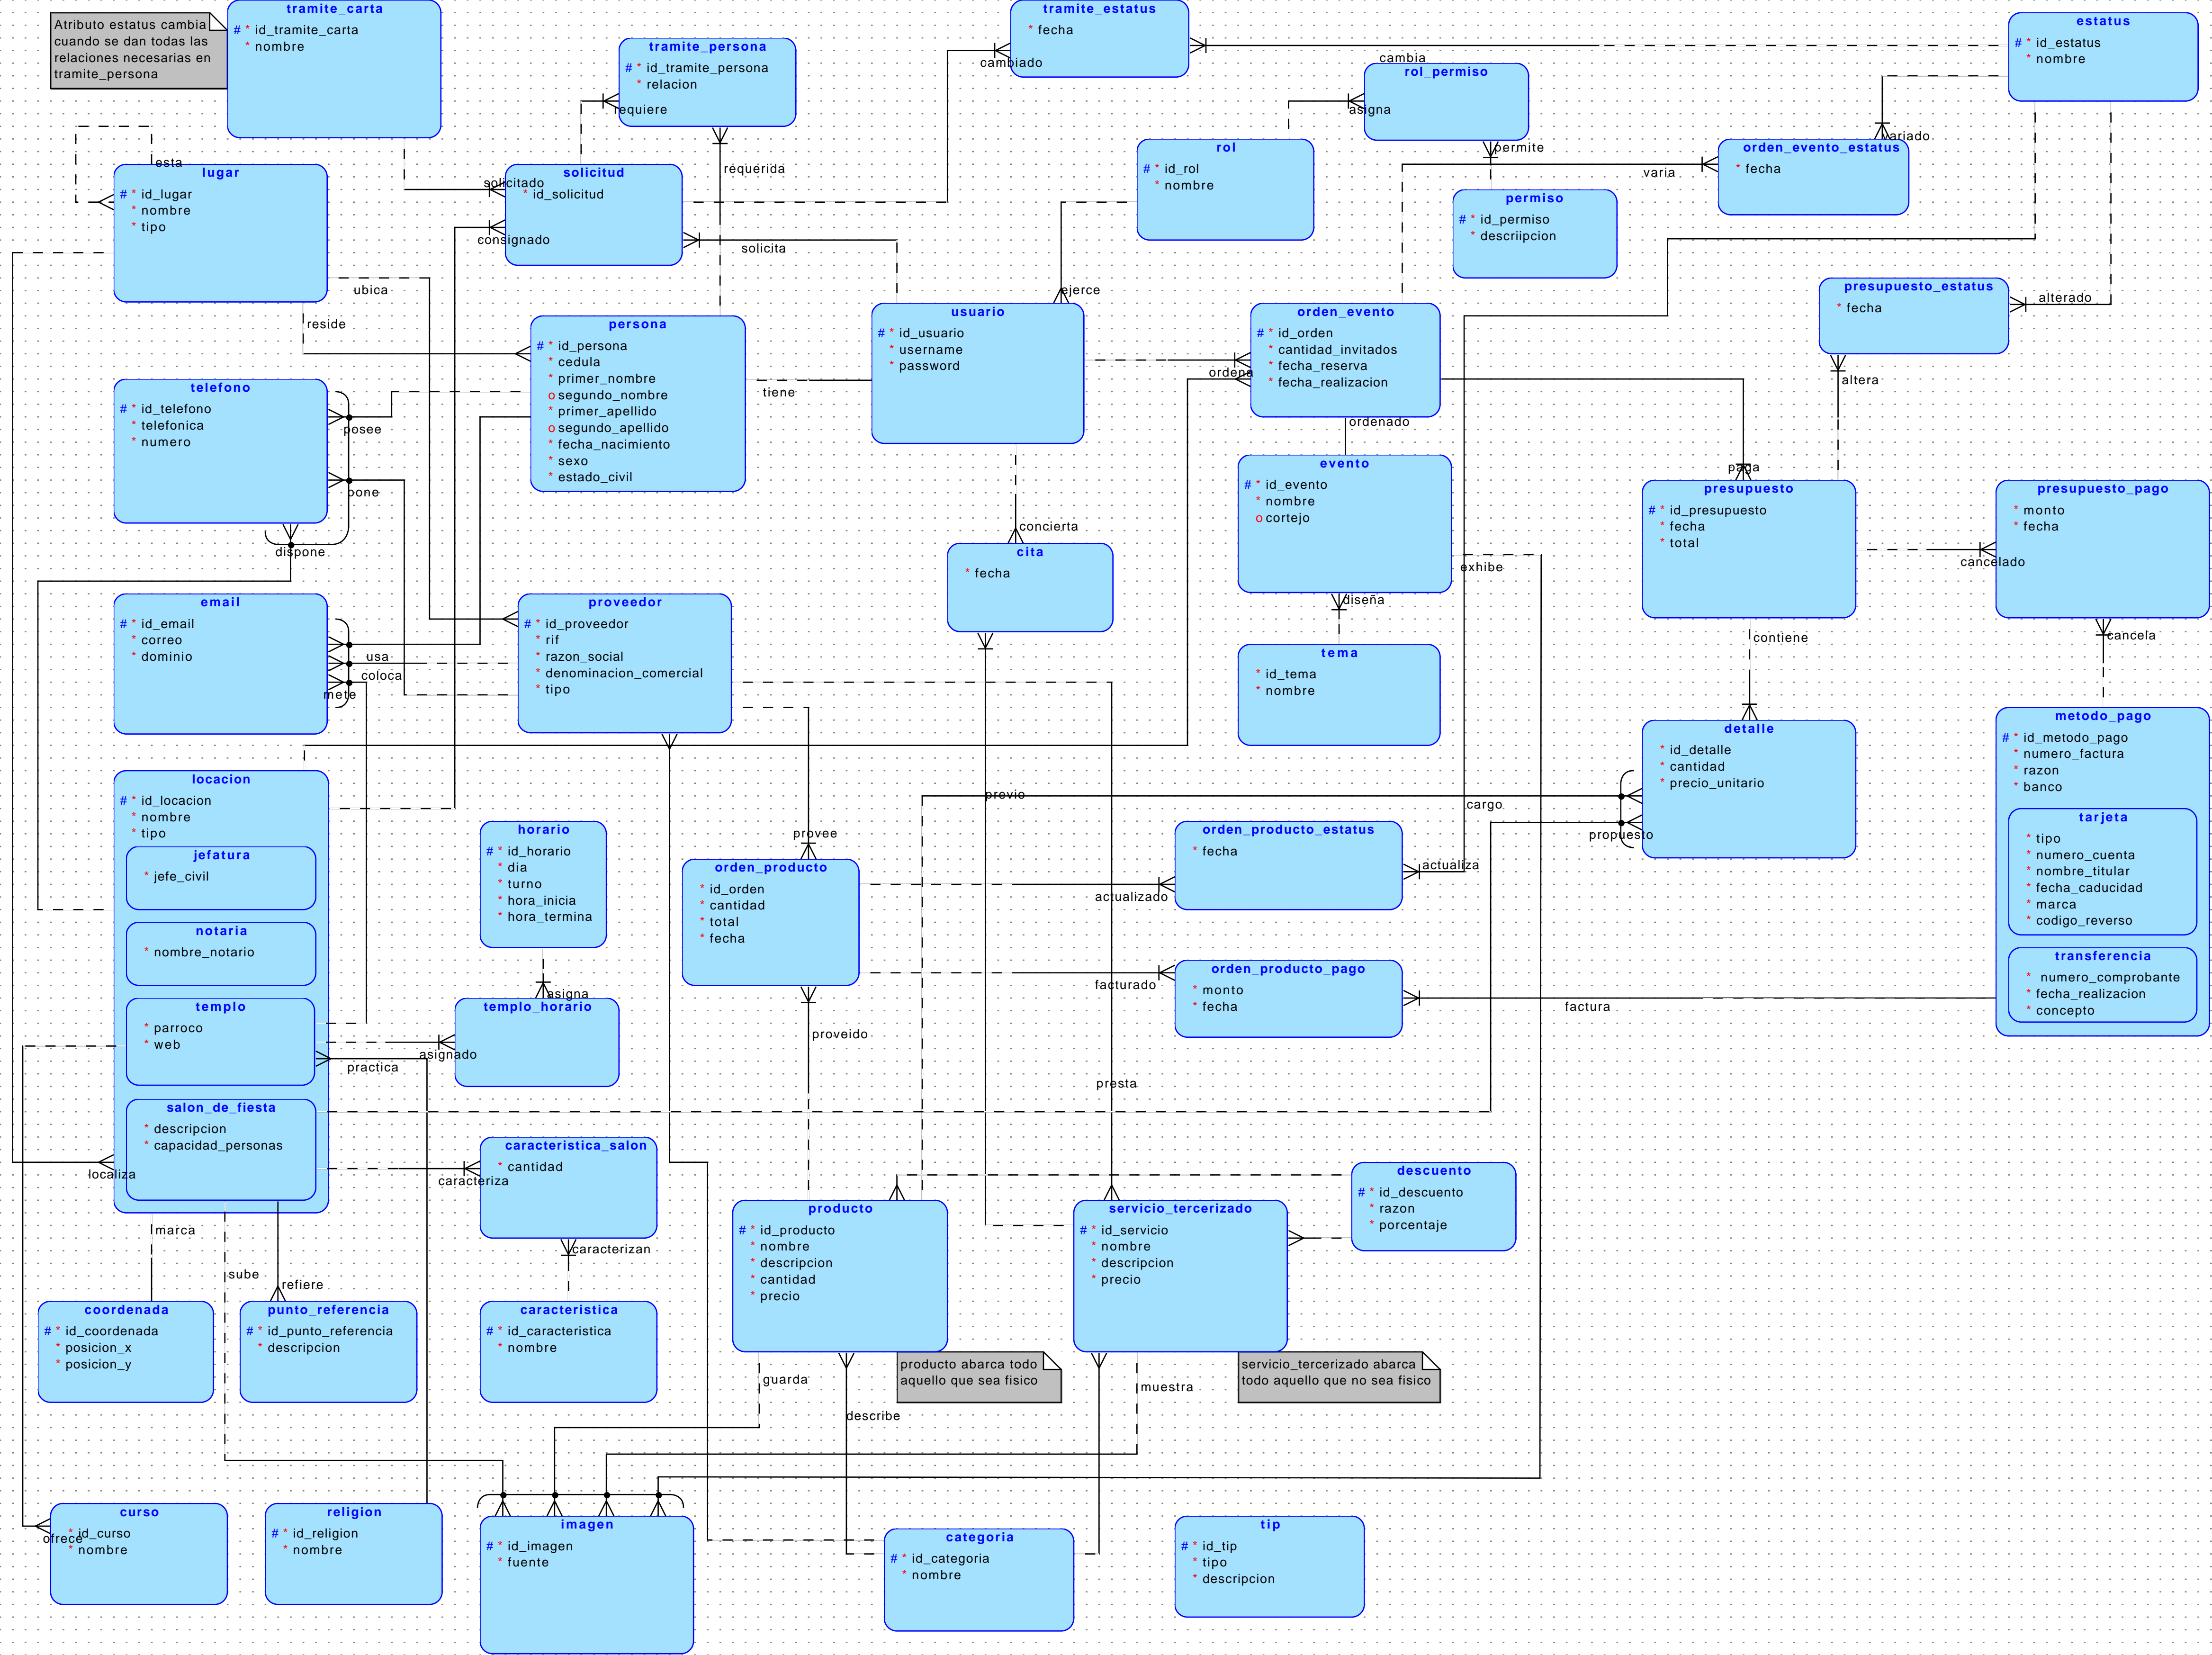 Atributo estatus cambia
cuando se dan todas las
relaciones necesarias en
tramite_persona
tramite_carta
# * id_tramite_carta
* nombre
tramite_persona
# * id_tramite_persona
* relacion
requiere
requerida
tramite_estatus
* fecha
cambiado
cambia
estatus
# * id_estatus
* nombre
rol_permiso
asigna
permite
variado
orden_evento_estatus
* fecha
varia
rol
# * id_rol
* nombre
permiso
# * id_permiso
* descriipcion
esta
lugar
# * id_lugar
* nombre
* tipo
solicitado
solicitud
* id_solicitud
consignado
solicita
ubica
reside
ejerce
persona
# * id_persona
* cedula
* primer_nombre
o segundo_nombre
* primer_apellido
o segundo_apellido
* fecha_nacimiento
* sexo
* estado_civil
tiene
usuario
# * id_usuario
* username
* password
ordena
orden_evento
# * id_orden
* cantidad_invitados
* fecha_reserva
* fecha_realizacion
ordenado
presupuesto_estatus
* fecha
alterado
altera
telefono
# * id_telefono
* telefonica
* numero
posee
pone
dispone
evento
# * id_evento
* nombre
o cortejo
exhibe
diseña
paga
presupuesto
# * id_presupuesto
* fecha
* total
cancelado
presupuesto_pago
* monto
* fecha
cancela
contiene
concierta
cita
* fecha
email
# * id_email
* correo
* dominio
usa
coloca
mete
proveedor
# * id_proveedor
* rif
* razon_social
* denominacion_comercial
* tipo
tema
* id_tema
* nombre
detalle
* id_detalle
* cantidad
* precio_unitario
previo
cargo
propuesto
metodo_pago
# * id_metodo_pago
* numero_factura
* razon
* banco
tarjeta
* tipo
* numero_cuenta
* nombre_titular
* fecha_caducidad
* marca
* codigo_reverso
transferencia
* numero_comprobante
* fecha_realizacion
* concepto
locacion
# * id_locacion
* nombre
* tipo
jefatura
* jefe_civil
notaria
* nombre_notario
templo
* parroco
* web
salon_de_fiesta
* descripcion
* capacidad_personas
localiza
horario
# * id_horario
* dia
* turno
* hora_inicia
* hora_termina
asigna
templo_horario
asignado
practica
provee
orden_producto
* id_orden
* cantidad
* total
* fecha
proveido
orden_producto_estatus
* fecha
actualiza
actualizado
orden_producto_pago
* monto
* fecha
facturado
factura
presta
caracteristica_salon
* cantidad
caracteriza
caracterizan
marca
sube
refiere
coordenada
# * id_coordenada
* posicion_x
* posicion_y
punto_referencia
# * id_punto_referencia
* descripcion
caracteristica
# * id_caracteristica
* nombre
producto
# * id_producto
* nombre
* descripcion
* cantidad
* precio
servicio_tercerizado
# * id_servicio
* nombre
* descripcion
* precio
descuento
# * id_descuento
* razon
* porcentaje
guarda
producto abarca todo
aquello que sea fisico
describe
muestra
servicio_tercerizado abarca
todo aquello que no sea fisico
ofrece
curso
* id_curso
* nombre
religion
# * id_religion
* nombre
imagen
# * id_imagen
* fuente
categoria
# * id_categoria
* nombre
tip
# * id_tip
* tipo
* descripcion